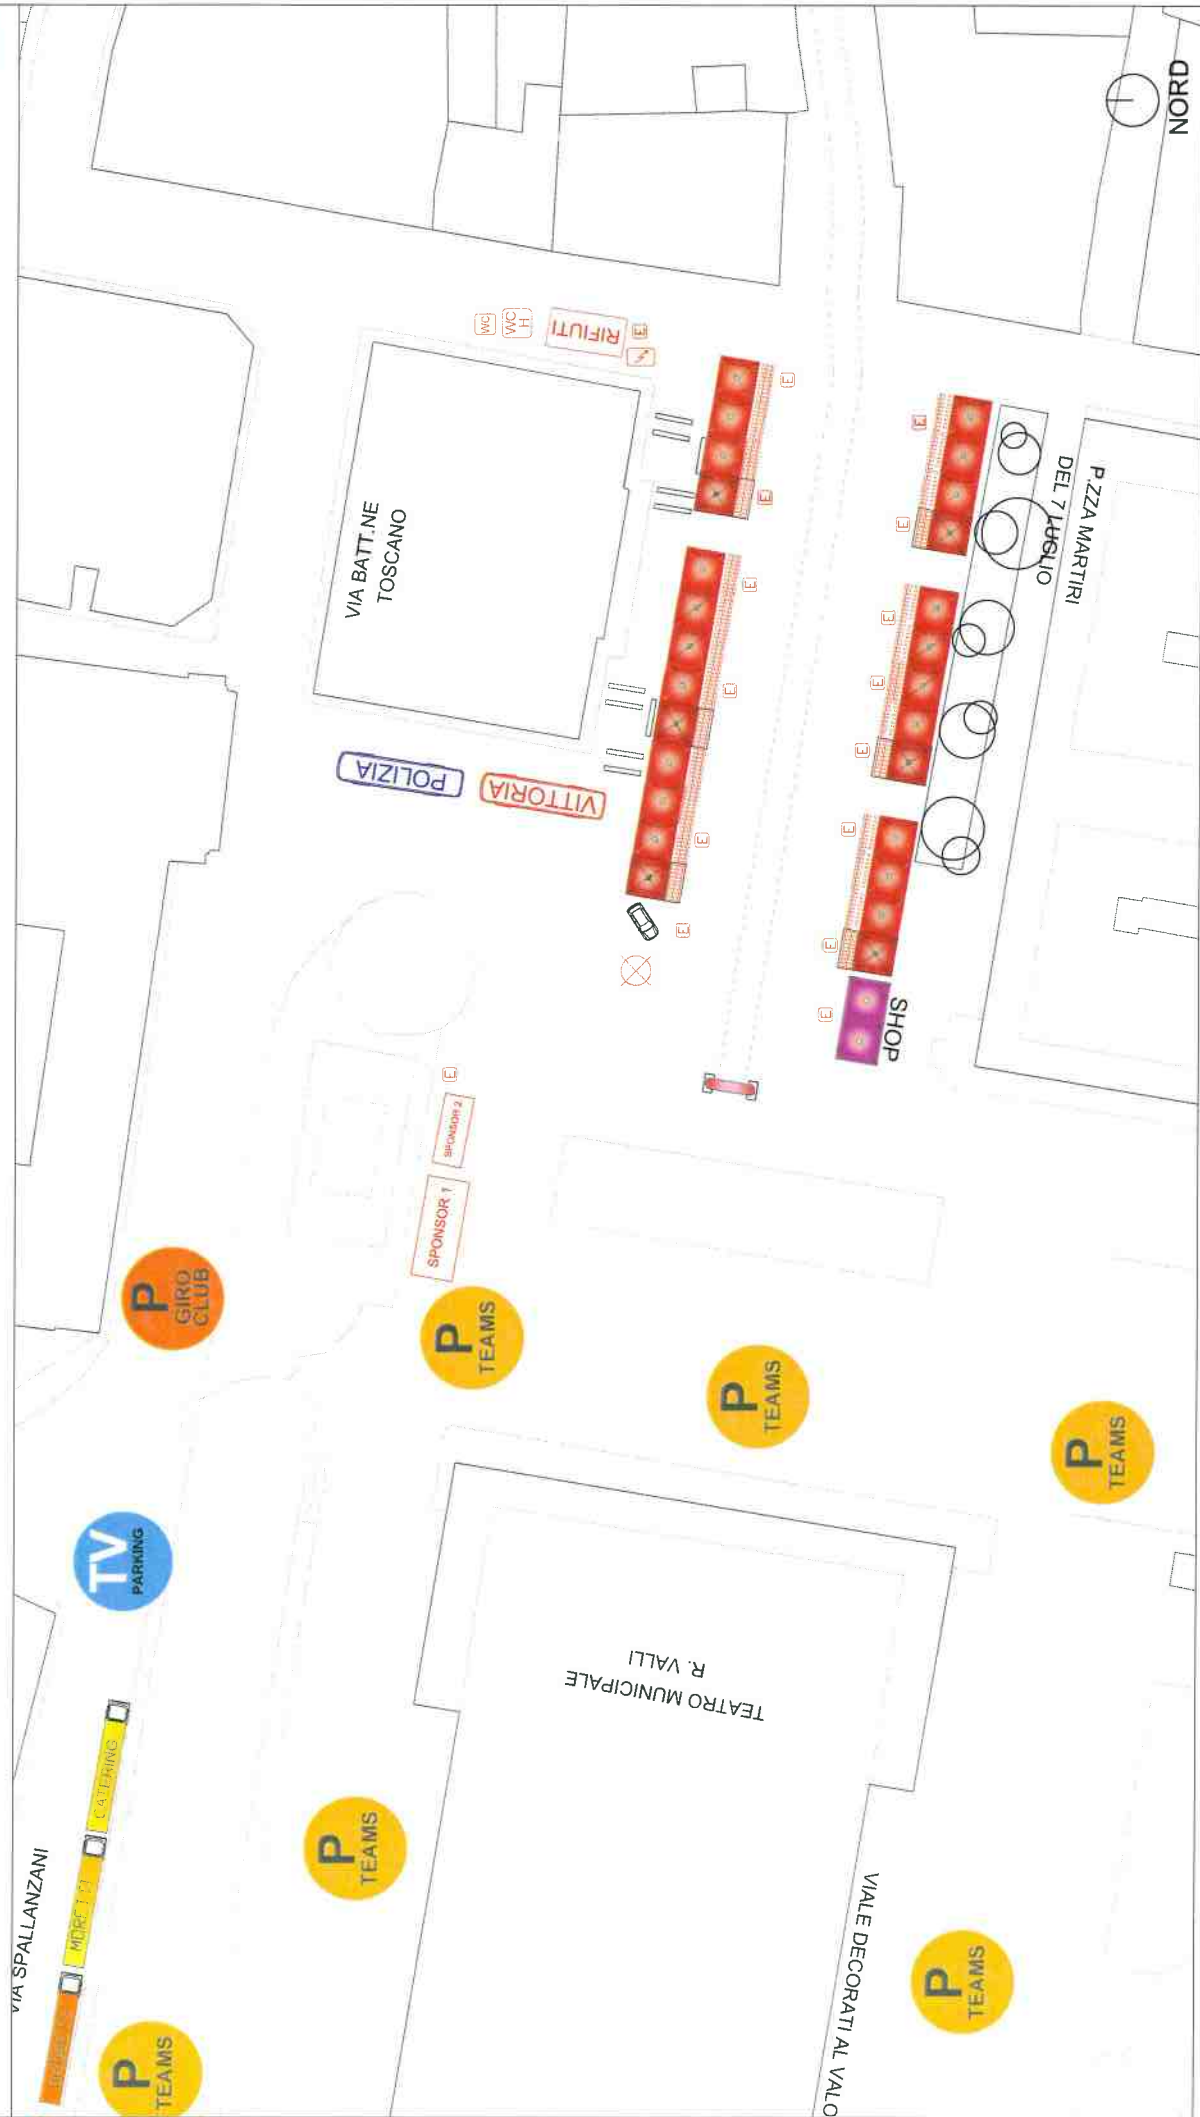 NORD
WC
WC
H
RIFIUTI
E
E
E
E
E
VIA BATT.NE
TOSCANO
P.ZZA MARTIRI
DEL 7 LUGLIO
E
E
E
E
E
POLIZIA
VITTORIA
E
E
E
E
E
SHOP
E
SPONSOR 2
SPONSOR 1
P
GIRO
CLUB
P
TEAMS
P
TEAMS
P
TEAMS
TV
PARKING
TEATRO MUNICIPALE
R. VALLI
CATERING
VIA SPALLANZANI
P
TEAMS
VIALE DECORATI AL VALO
P
TEAMS
P
TEAMS